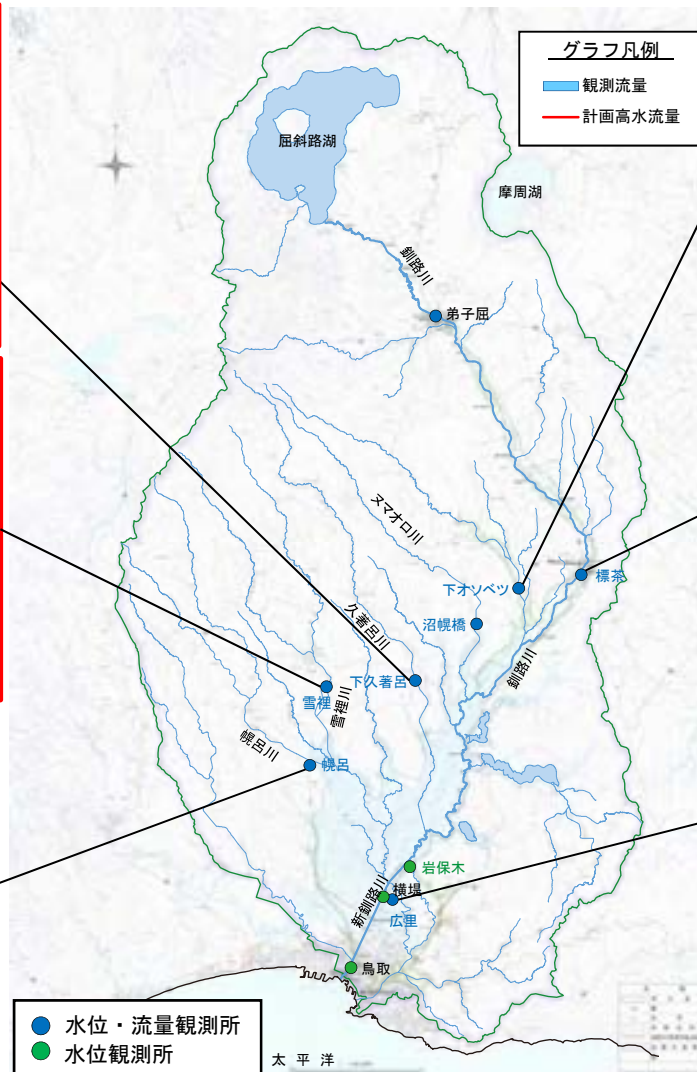 グラフ凡例
観測流量
計画高水流量
屈斜路湖
摩周湖
釧路川
弟子屈
ヌマオロ川
下オソベツ
標茶
沼幌橋
久著呂川
釧路川
下久著呂
雪裡
雪裡川
幌呂川
幌呂
岩保木
横堤
広里
新釧路川
鳥取
水位・流量観測所
水位観測所
太平洋